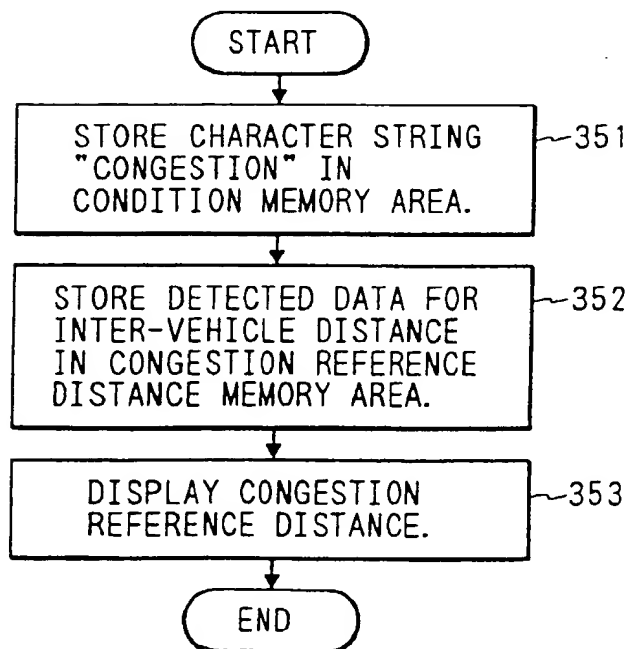 START
STORE CHARACTER STRING
"CONGESTION" IN
CONDITION MEMORY AREA.
351
STORE DETECTED DATA FOR
INTER-VEHICLE DISTANCE
IN CONGESTION REFERENCE
DISTANCE MEMORY AREA.
352
DISPLAY CONGESTION
REFERENCE DISTANCE.
353
END